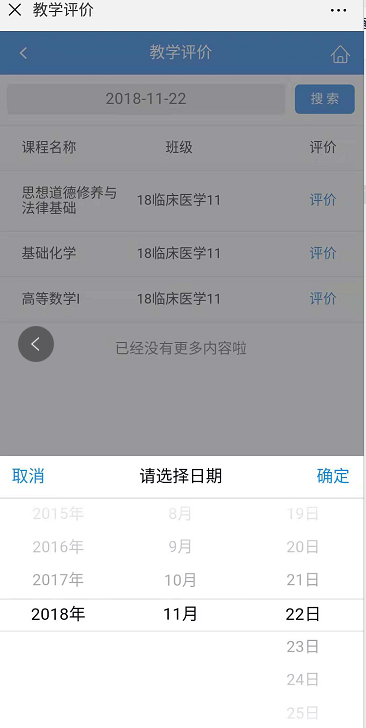 教学评价
教学评价
2018-11-22
搜 索
课程名称 班级 评价
思想道德修养与
法律基础
18临床医学11 评价
基础化学 18临床医学11 评价
高等数学I 18临床医学11 评价
已经没有更多内容啦
取消 请选择日期 确定
2015年 8月 19日
2016年 9月 20日
2017年 10月 21日
2018年 11月 22日
23日
24日
25日